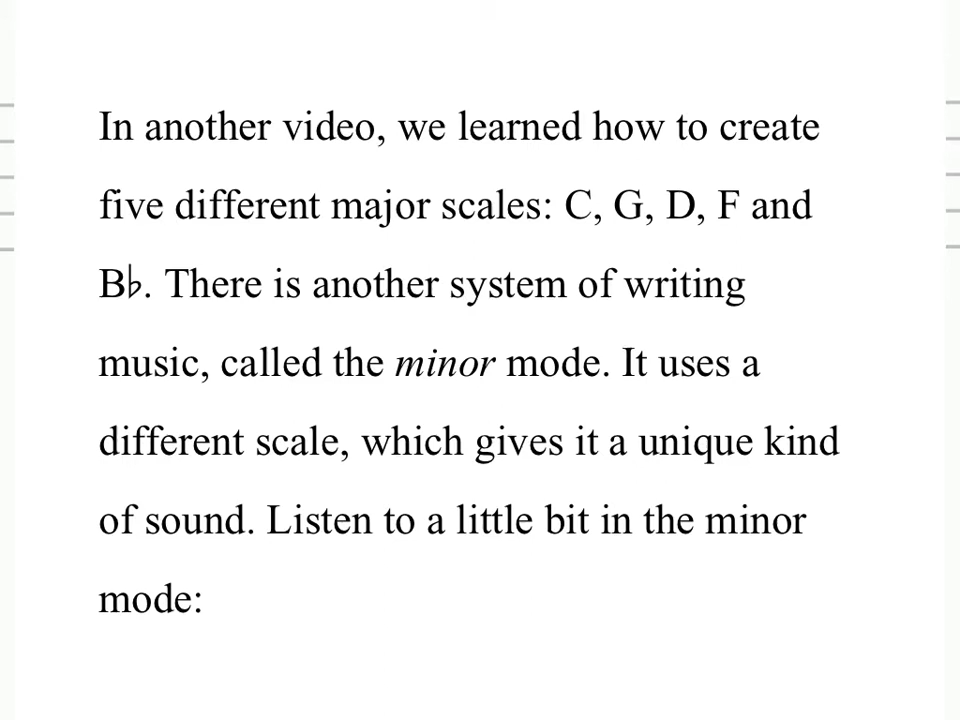 In another video, we learned how to create
five different major scales: C, G, D, F and
B♭. There is another system of writing
music, called the minor mode. It uses a
different scale, which gives it a unique kind
of sound. Listen to a little bit in the minor
mode: